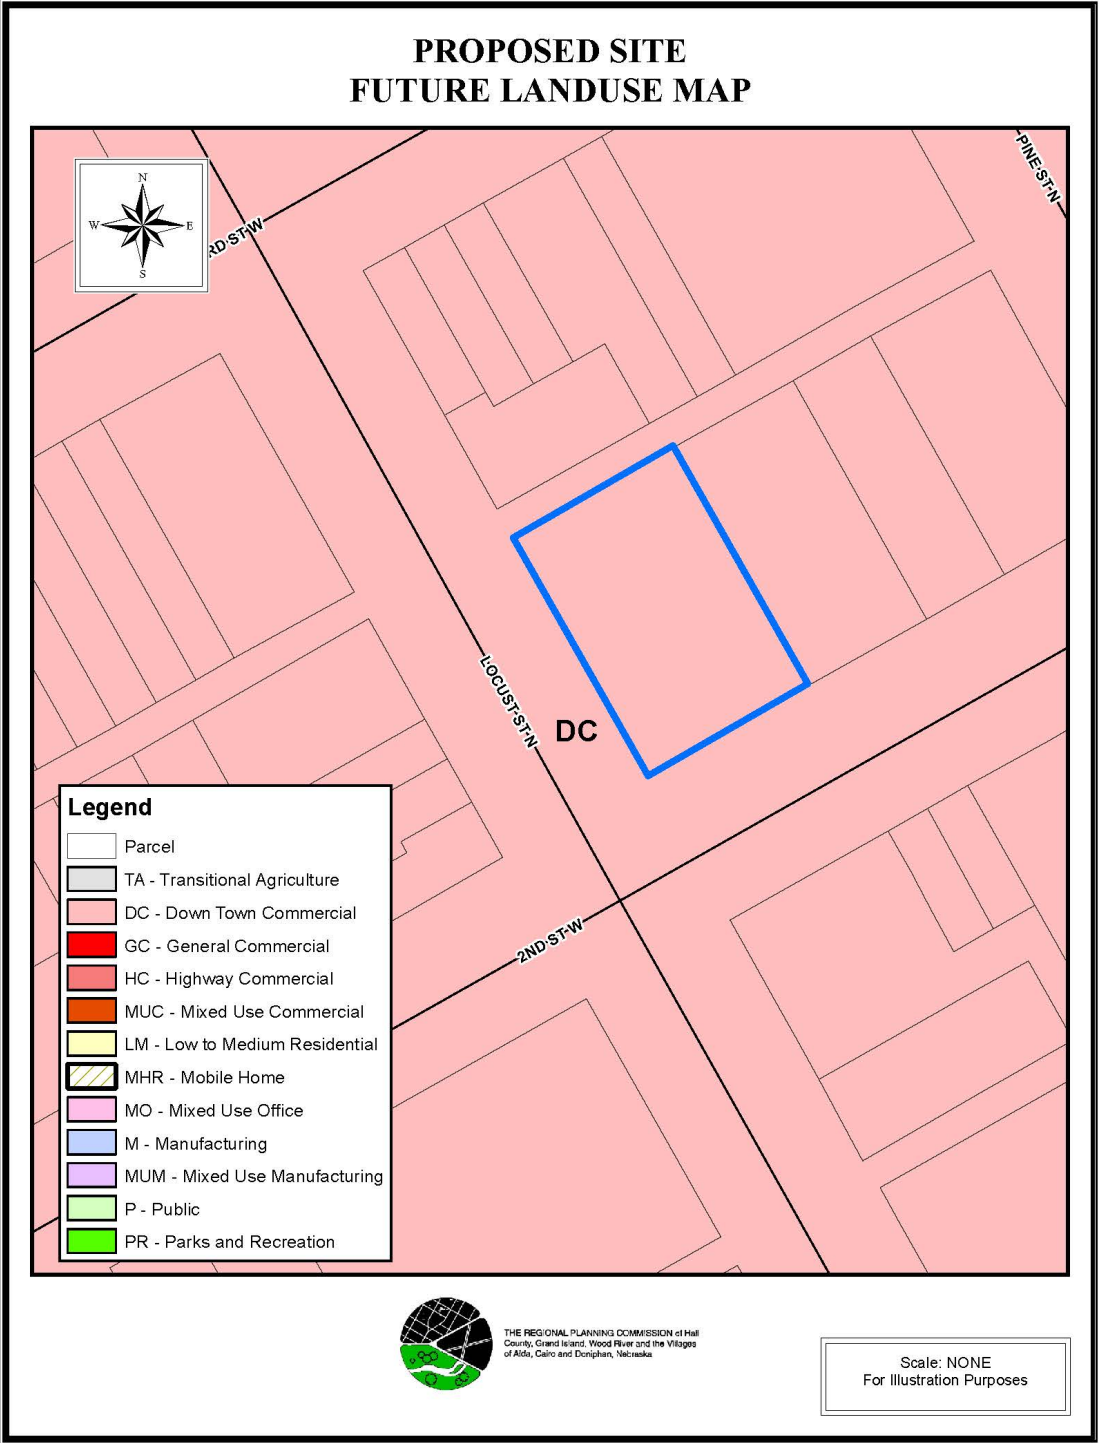 PROPOSED SITE
FUTURE LANDUSE MAP
N
W
E
S
RD ST W
PINE ST N
LOCUST ST N
DC
2ND ST W
Legend
Parcel
TA - Transitional Agriculture
DC - Down Town Commercial
GC - General Commercial
HC - Highway Commercial
MUC - Mixed Use Commercial
LM - Low to Medium Residential
MHR - Mobile Home
MO - Mixed Use Office
M - Manufacturing
MUM - Mixed Use Manufacturing
P - Public
PR - Parks and Recreation
THE REGIONAL PLANNING COMMISSION of Hall
County, Grand Island, Wood River and the Villages
of Alda, Cairo and Doniphan, Nebraska
Scale: NONE
For Illustration Purposes